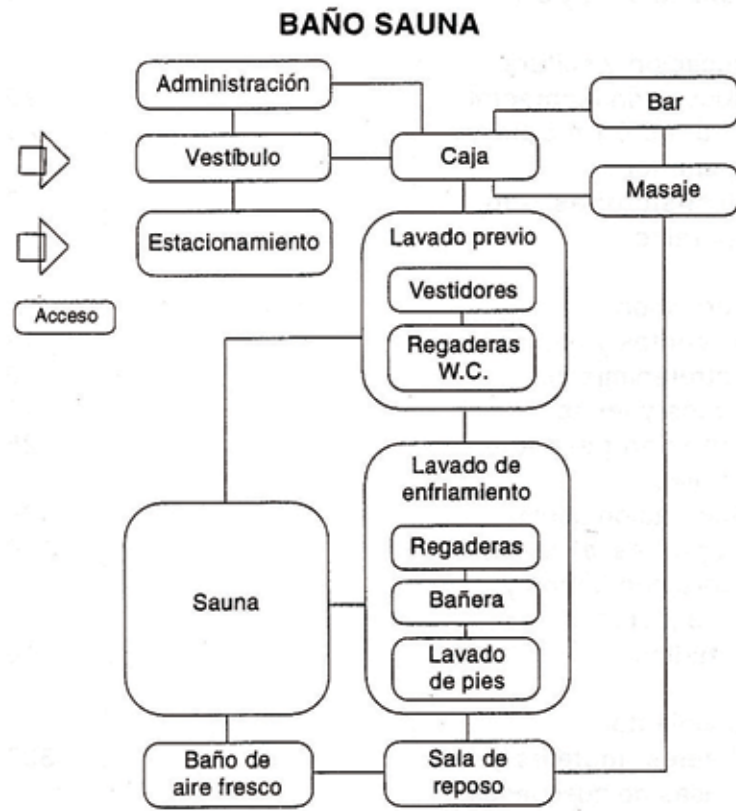 BAÑO SAUNA
Administración
Bar
Vestíbulo
Caja
Masaje
Estacionamiento
Lavado previo
Vestidores
Acceso
Regaderas
W.C.
Lavado de
enfriamiento
Regaderas
Sauna
Bañera
Lavado
de pies
Baño de
aire fresco
Sala de
reposo